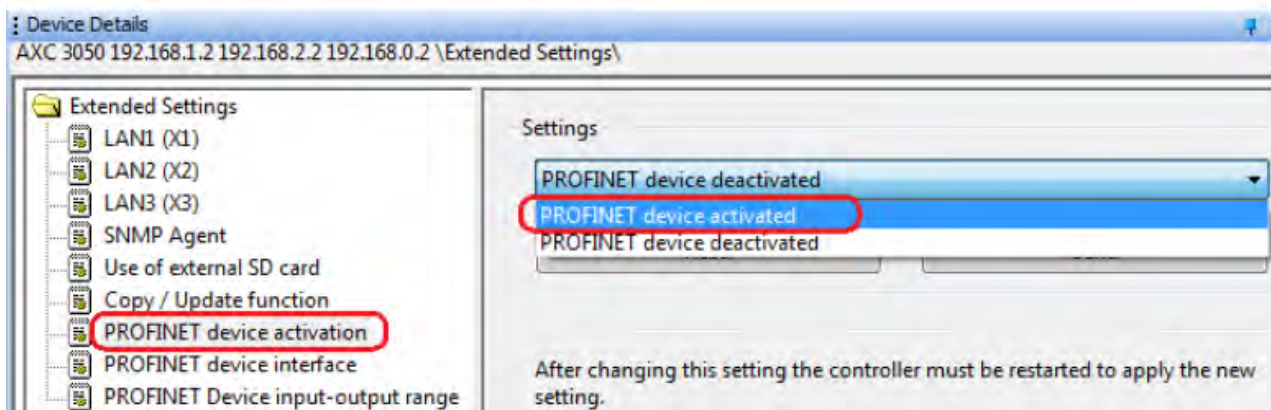 Device Details
AXC 3050 192.168.1.2 192.168.2.2 192.168.0.2 \Extended Settings\
Extended Settings
LAN1 (X1)
LAN2 (X2)
LAN3 (X3)
SNMP Agent
Use of external SD card
Copy / Update function
PROFINET device activation
PROFINET device interface
PROFINET Device input-output range
Settings
PROFINET device deactivated
PROFINET device activated
PROFINET device deactivated
After changing this setting the controller must be restarted to apply the new
setting.